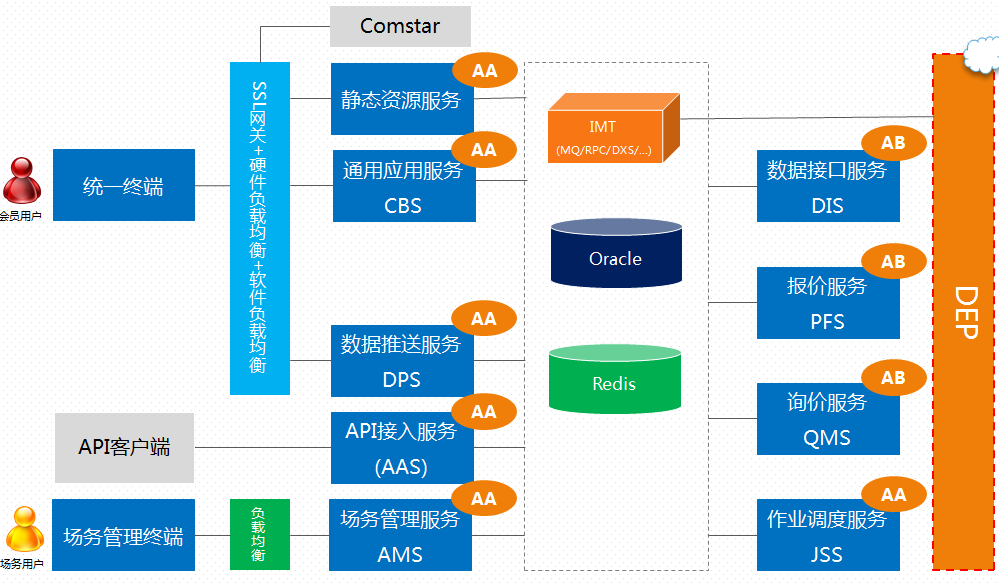 Comstar
AA
静态资源服务
SSL网关+硬件负载均衡+软件负载均衡
IMT
(MQ/RPC/DXS/...)
AA
通用应用服务
CBS
AB
数据接口服务
DIS
统一终端
会员用户
Oracle
AB
报价服务
PFS
DEP
AA
数据推送服务
DPS
Redis
AB
询价服务
QMS
API客户端
AA
API接入服务
(AAS)
场务管理终端
场务用户
负载均衡
AA
场务管理服务
AMS
AA
作业调度服务
JSS